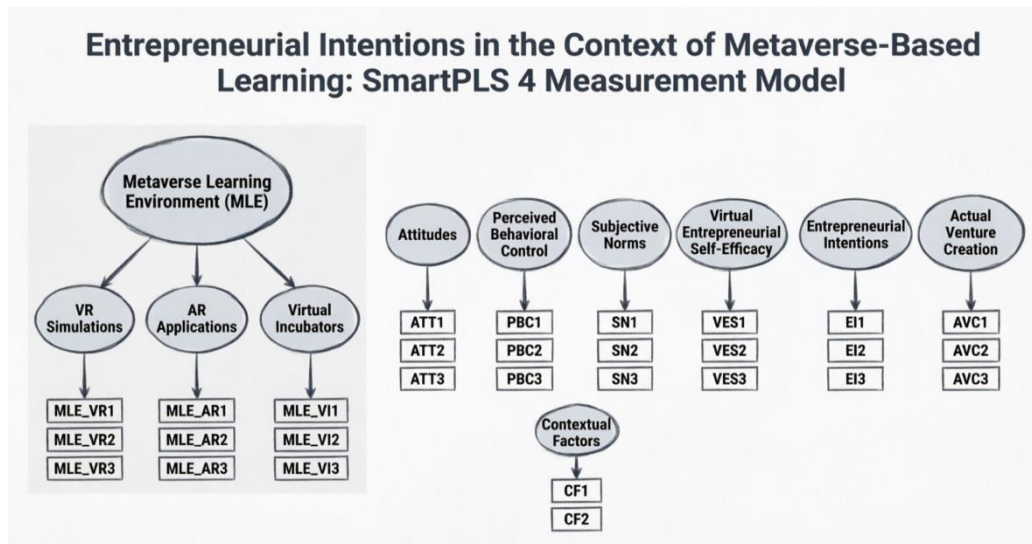 Entrepreneurial Intentions in the Context of Metaverse-Based
Learning: SmartPLS 4 Measurement Model
Metaverse Learning
Environment (MLE)
VR
Simulations
AR
Applications
Virtual
Incubators
MLE_VR1
MLE_VR2
MLE_VR3
MLE_AR1
MLE_AR2
MLE_AR3
MLE_VI1
MLE_VI2
MLE_VI3
Attitudes
ATT1
ATT2
ATT3
Perceived
Behavioral
Control
PBC1
PBC2
PBC3
Subjective
Norms
SN1
SN2
SN3
Virtual
Entrepreneurial
Self-Efficacy
VES1
VES2
VES3
Entrepreneurial
Intentions
EI1
EI2
EI3
Actual
Venture
Creation
AVC1
AVC2
AVC3
Contextual
Factors
CF1
CF2